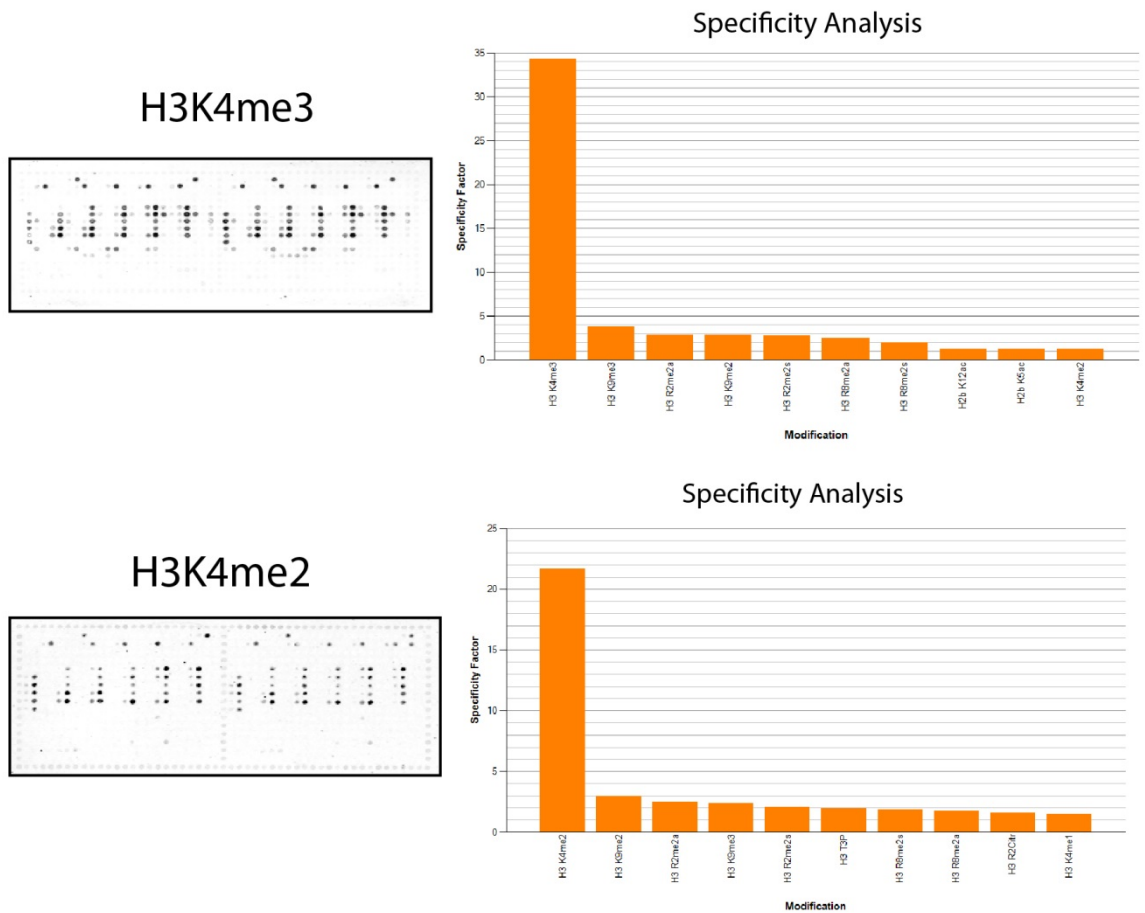 Specificity Analysis
H3K4me3
35
30
25
20
15
10
5
0
Specificity Factor
H3 K4me3
H3 K9me3
H3 R2me2a
H3 K9me2
H3 R2me2s
H3 R8me2a
H3 R8me2s
H2b K12ac
H2b K5ac
H3 K4me2
Modification
Specificity Analysis
H3K4me2
25
20
15
10
5
0
Specificity Factor
H3 K4me2
H3 K9me2
H3 R2me2a
H3 K9me3
H3 R2me2s
H3 T3P
H3 R8me2s
H3 R8me2a
H3 R2Citr
H3 K4me1
Modification